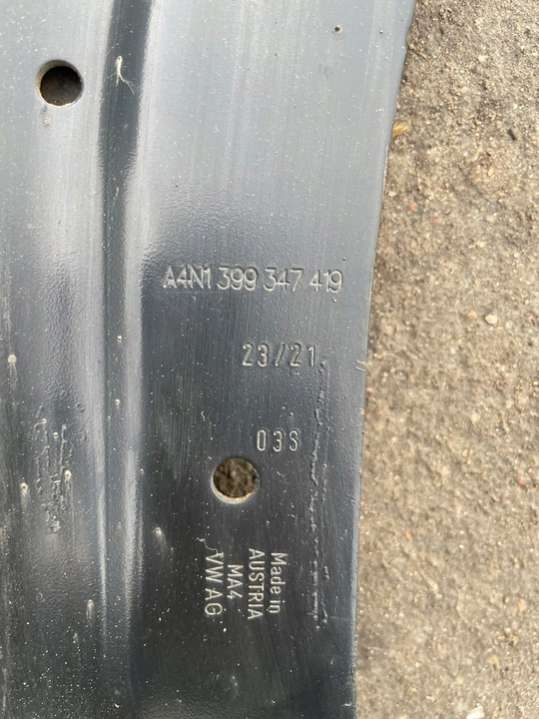 A4N1 399 347 419
23/21.
03S
Made in
AUSTRIA
MA4
VW AG